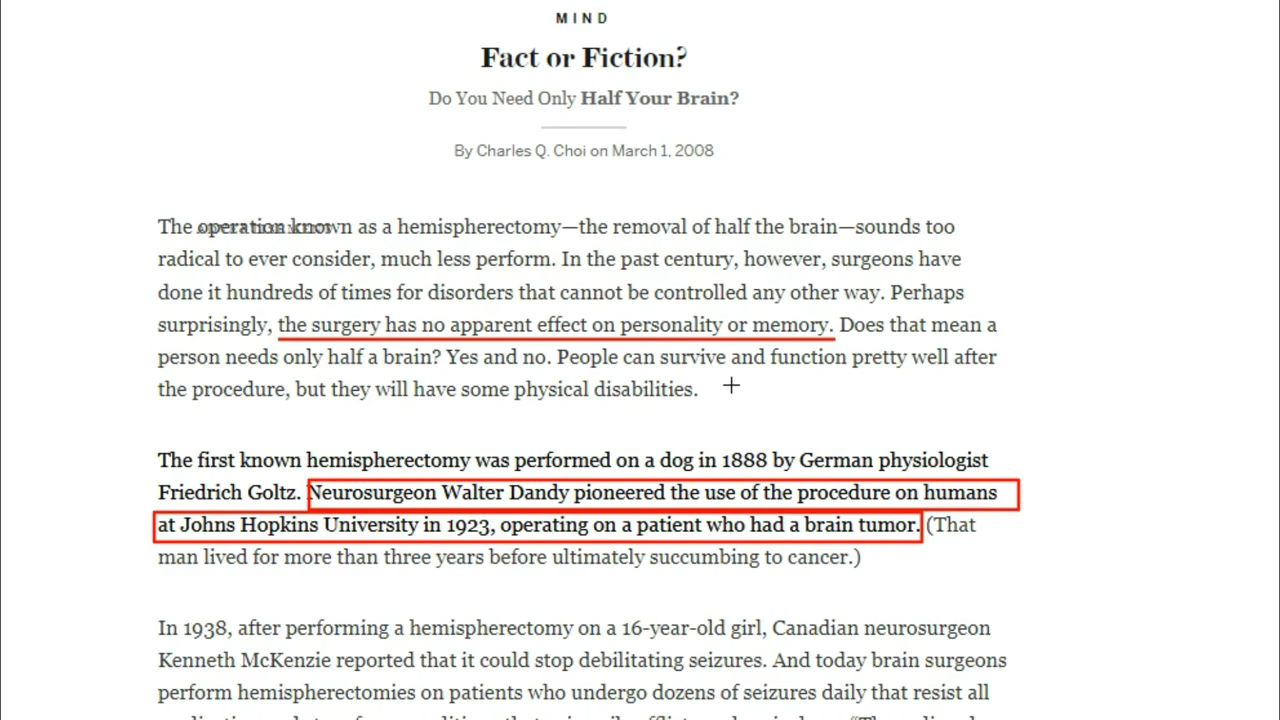 MIND
Fact or Fiction?
Do You Need Only Half Your Brain?
By Charles Q. Choi on March 1, 2008
The operation known as a hemispherectomy—the removal of half the brain—sounds too
radical to ever consider, much less perform. In the past century, however, surgeons have
done it hundreds of times for disorders that cannot be controlled any other way. Perhaps
surprisingly, the surgery has no apparent effect on personality or memory. Does that mean a
person needs only half a brain? Yes and no. People can survive and function pretty well after
the procedure, but they will have some physical disabilities.
The first known hemispherectomy was performed on a dog in 1888 by German physiologist
Friedrich Goltz. Neurosurgeon Walter Dandy pioneered the use of the procedure on humans
at Johns Hopkins University in 1923, operating on a patient who had a brain tumor. (That
man lived for more than three years before ultimately succumbing to cancer.)
In 1938, after performing a hemispherectomy on a 16-year-old girl, Canadian neurosurgeon
Kenneth McKenzie reported that it could stop debilitating seizures. And today brain surgeons
perform hemispherectomies on patients who undergo dozens of seizures daily that resist all